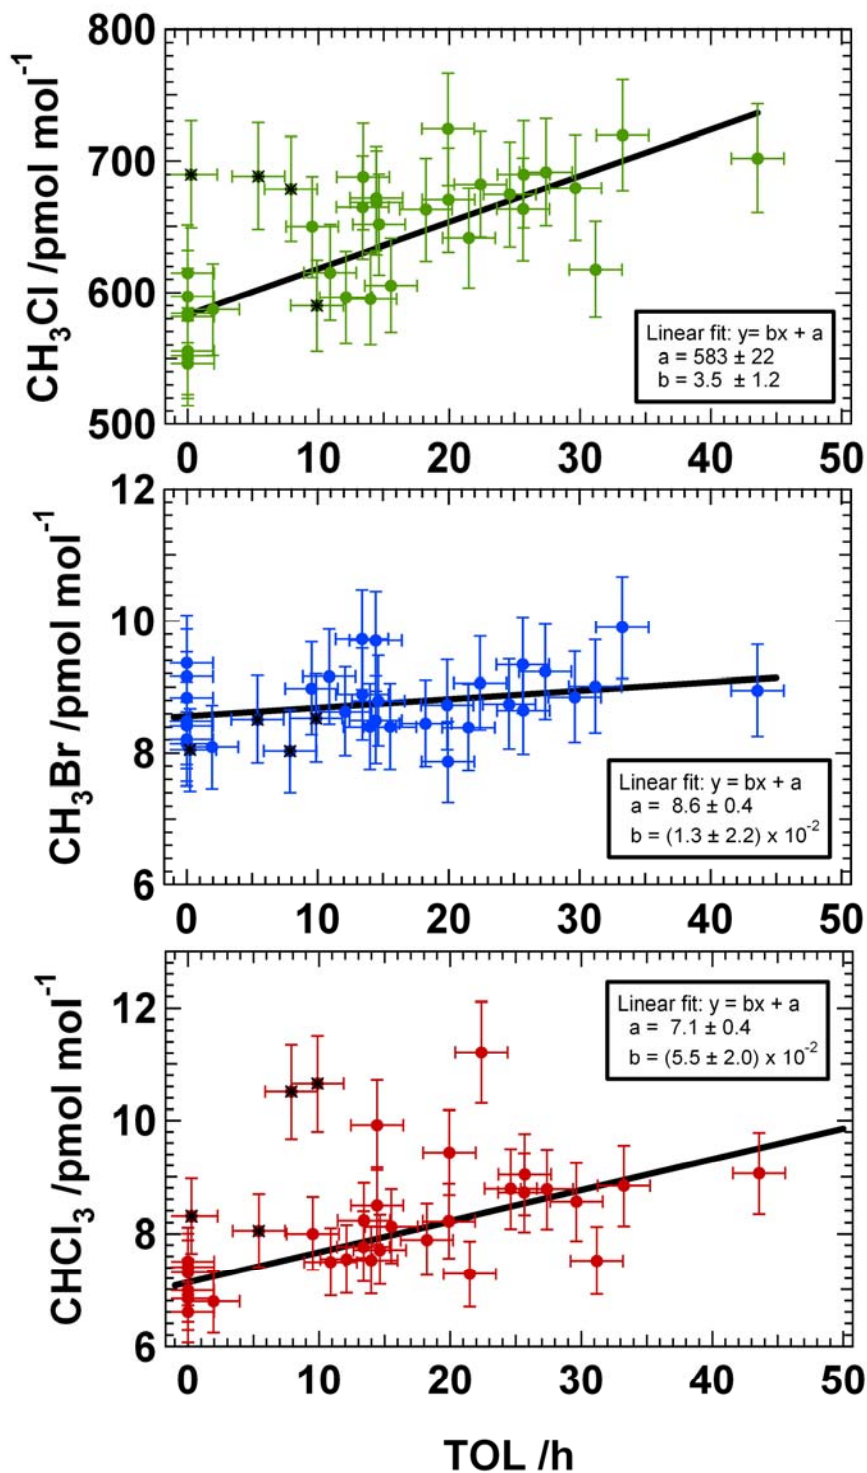 800
700
600
500
CH₃Cl /pmol mol⁻¹
Linear fit: y= bx + a
a = 583 ± 22
b = 3.5 ± 1.2
0 10 20 30 40 50
12
10
8
6
CH₃Br /pmol mol⁻¹
Linear fit: y = bx + a
a = 8.6 ± 0.4
b = (1.3 ± 2.2) x 10⁻²
0 10 20 30 40 50
12
10
8
6
CHCl₃ /pmol mol⁻¹
Linear fit: y = bx + a
a = 7.1 ± 0.4
b = (5.5 ± 2.0) x 10⁻²
0 10 20 30 40 50
TOL /h